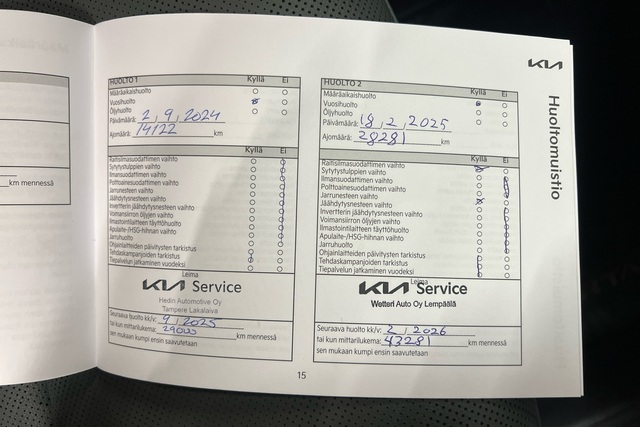 KIA
Huoltomuistio
HUOLTO 1 Kyllä Ei
Määräaikaishuolto
Vuosihuolto
Öljyhuolto
Päivämäärä: 2, 9, 2024
Ajomäärä: 14122 km
Kyllä Ei
Raitisilmasuodattimen vaihto
Sytytystulppien vaihto
Ilmansuodattimen vaihto
Polttoainesuodattimen vaihto
Jarrunesteen vaihto
Jäähdytysnesteen vaihto
Invertterin jäähdytysnesteen vaihto
Voimansiirron öljyjen vaihto
Ilmastointilaitteen täyttöhuolto
Apulaite-/HSG-hihnan vaihto
Jarruhuolto
Ohjainlaitteiden päivitysten tarkistus
Tehdaskampanjoiden tarkistus
Tiepalvelun jatkaminen vuodeksi
Leima
KIA Service
Hedin Automotive Oy
Tampere Lakalaiva
Seuraava huolto kk/v: 9, 2025
tai kun mittarilukema: 29000 km mennessä
sen mukaan kumpi ensin saavutetaan
HUOLTO 2 Kyllä Ei
Määräaikaishuolto
Vuosihuolto
Öljyhuolto
Päivämäärä: 18, 2, 2025
Ajomäärä: 28281 km
Kyllä Ei
Raitisilmasuodattimen vaihto
Sytytystulppien vaihto
Ilmansuodattimen vaihto
Polttoainesuodattimen vaihto
Jarrunesteen vaihto
Jäähdytysnesteen vaihto
Invertterin jäähdytysnesteen vaihto
Voimansiirron öljyjen vaihto
Ilmastointilaitteen täyttöhuolto
Apulaite-/HSG-hihnan vaihto
Jarruhuolto
Ohjainlaitteiden päivitysten tarkistus
Tehdaskampanjoiden tarkistus
Tiepalvelun jatkaminen vuodeksi
Leima
KIA Service
Wetteri Auto Oy Lempäälä
Seuraava huolto kk/v: 2, 2026
tai kun mittarilukema: 43281 km mennessä
sen mukaan kumpi ensin saavutetaan
km mennessä
15